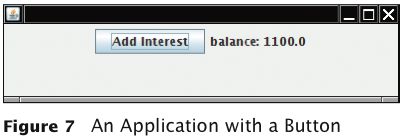 Add Interest balance: 1100.0
Figure 7 An Application with a Button